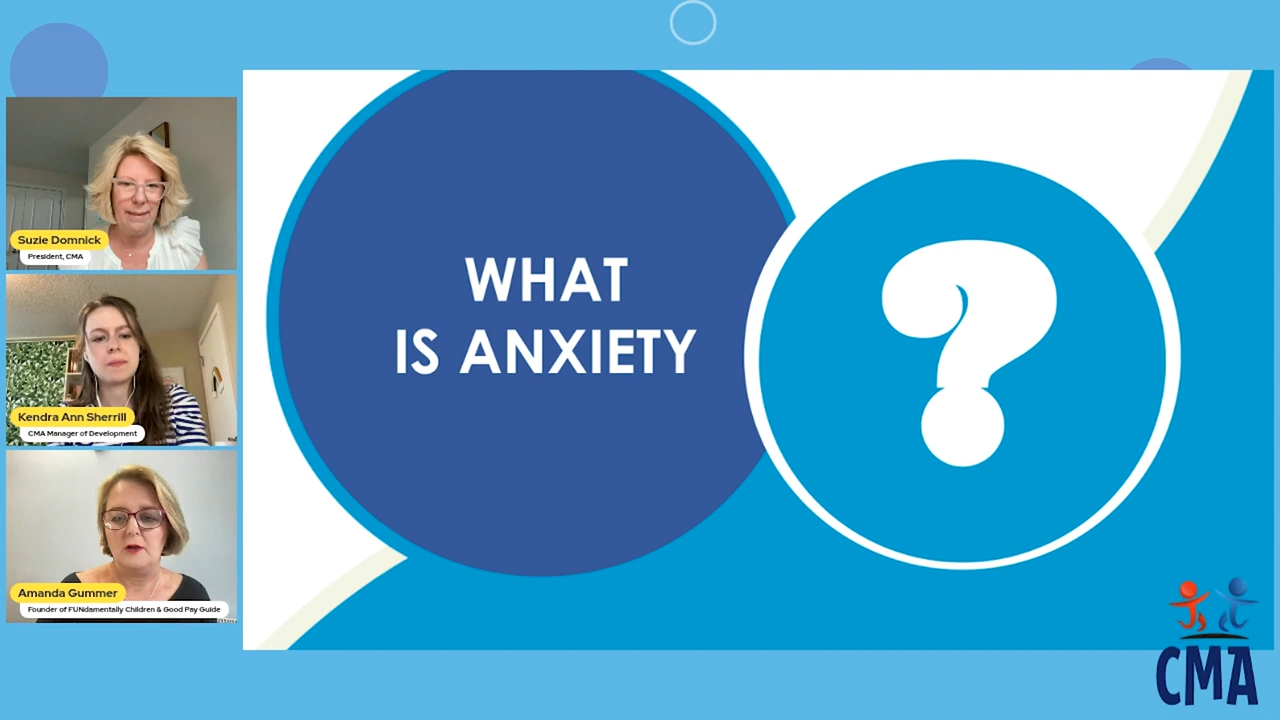 Suzie Domnick
President, CMA
Kendra Ann Sherrill
CMA Manager of Development
Amanda Gummer
Founder of FUNdamentally Children & Good Pay Guide
WHAT
IS ANXIETY
?
CMA